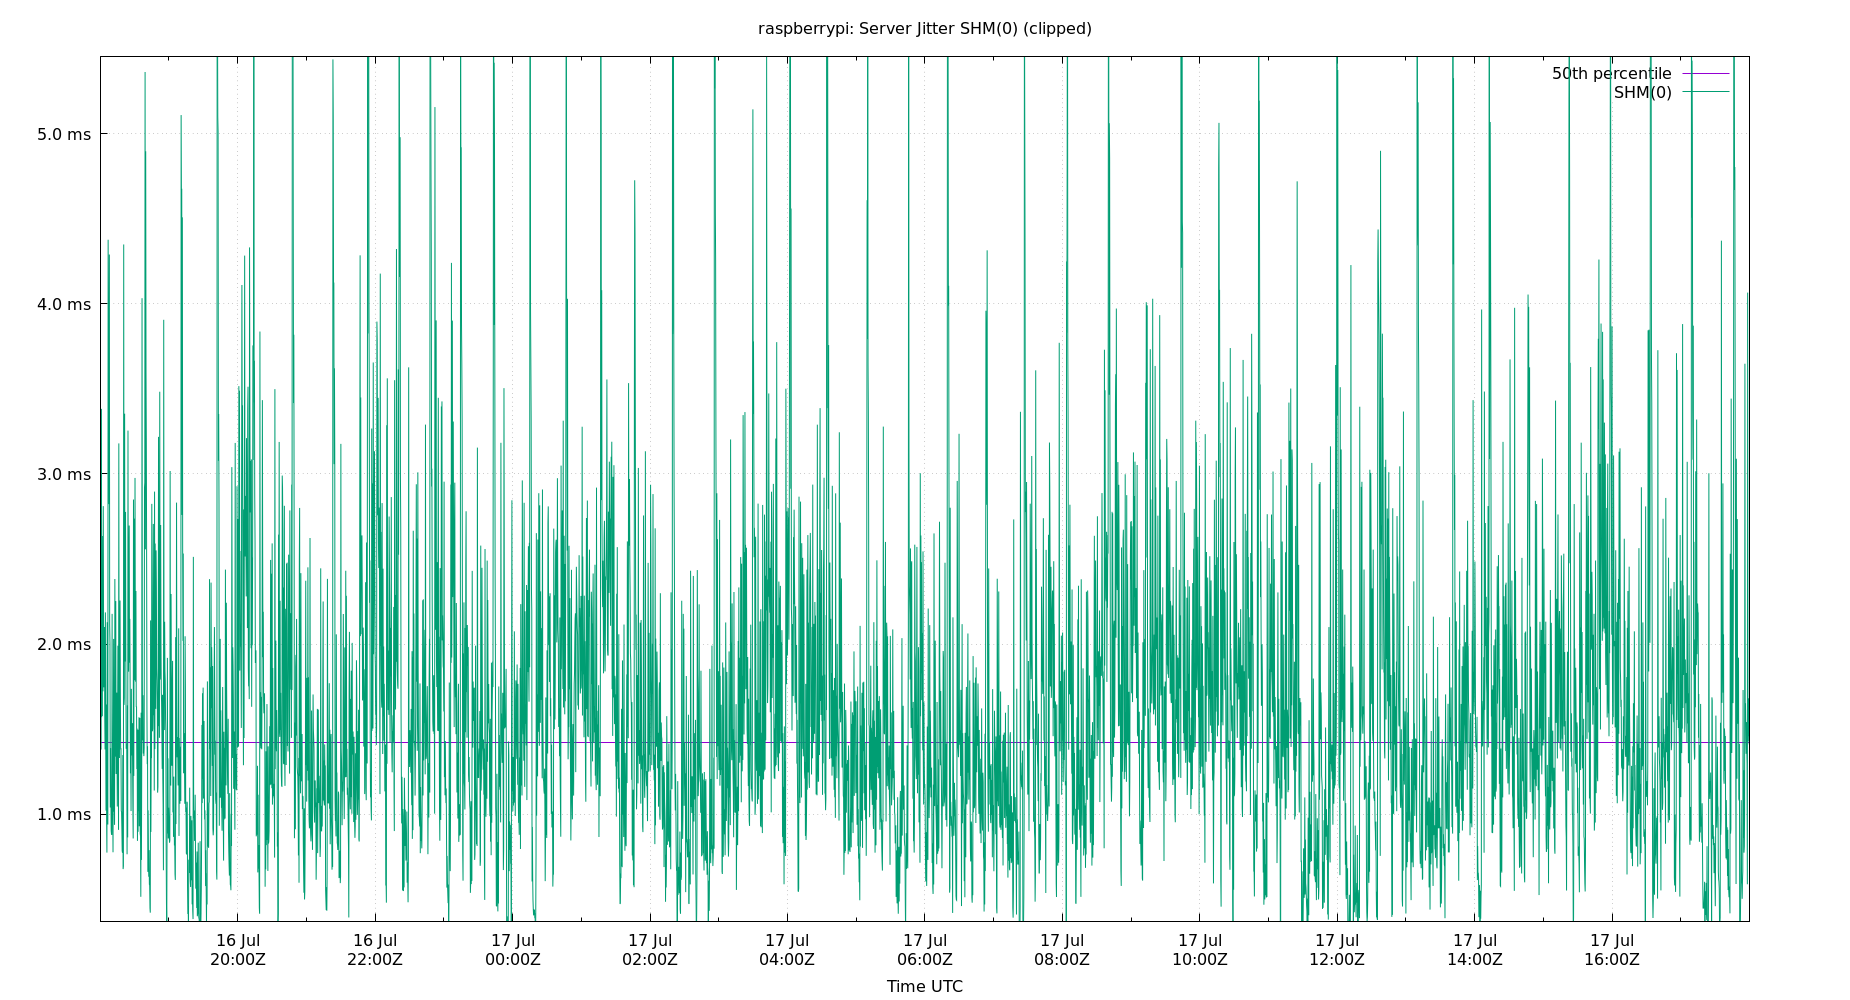 raspberrypi: Server Jitter SHM(0) (clipped)
50th percentile
SHM(0)
5.0 ms
4.0 ms
3.0 ms
2.0 ms
1.0 ms
16 Jul 16 Jul 17 Jul 17 Jul 17 Jul 17 Jul 17 Jul 17 Jul 17 Jul 17 Jul 17 Jul
20:00Z 22:00Z 00:00Z 02:00Z 04:00Z 06:00Z 08:00Z 10:00Z 12:00Z 14:00Z 16:00Z
Time UTC